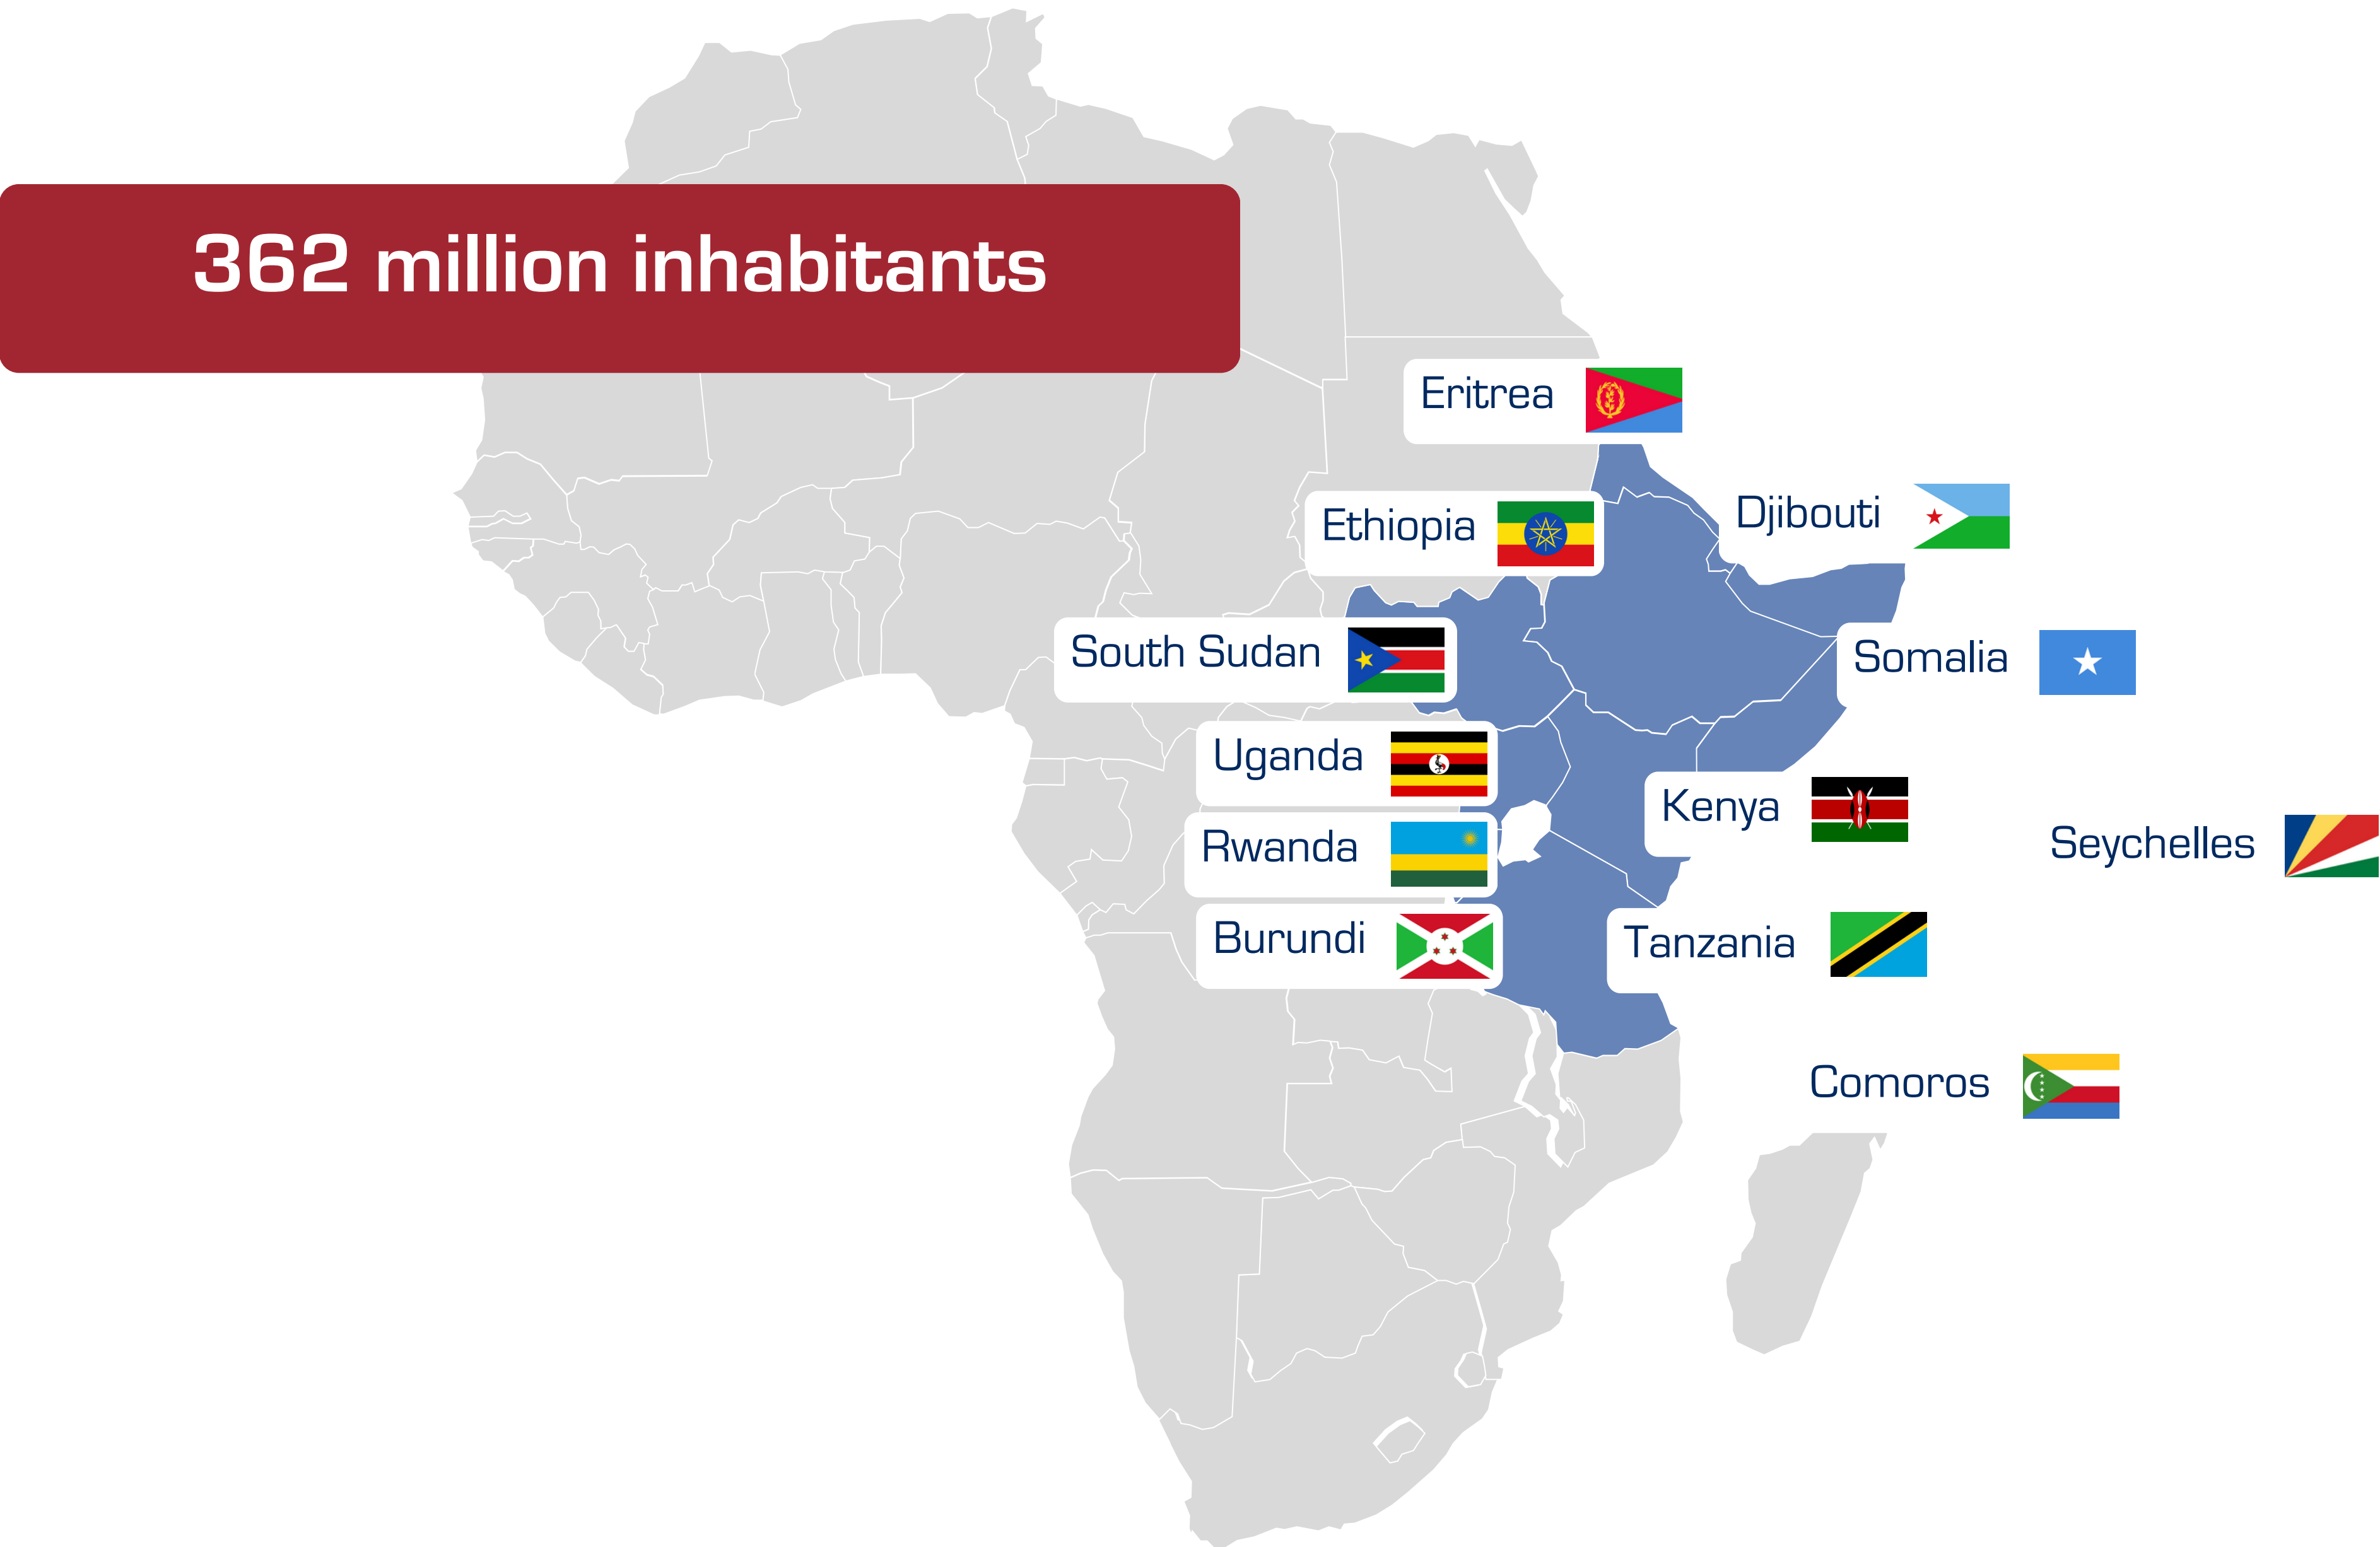 362 million inhabitants
Eritrea
Djibouti
Ethiopia
South Sudan
Somalia
Uganda
Kenya
Rwanda
Seychelles
Burundi
Tanzania
Comoros